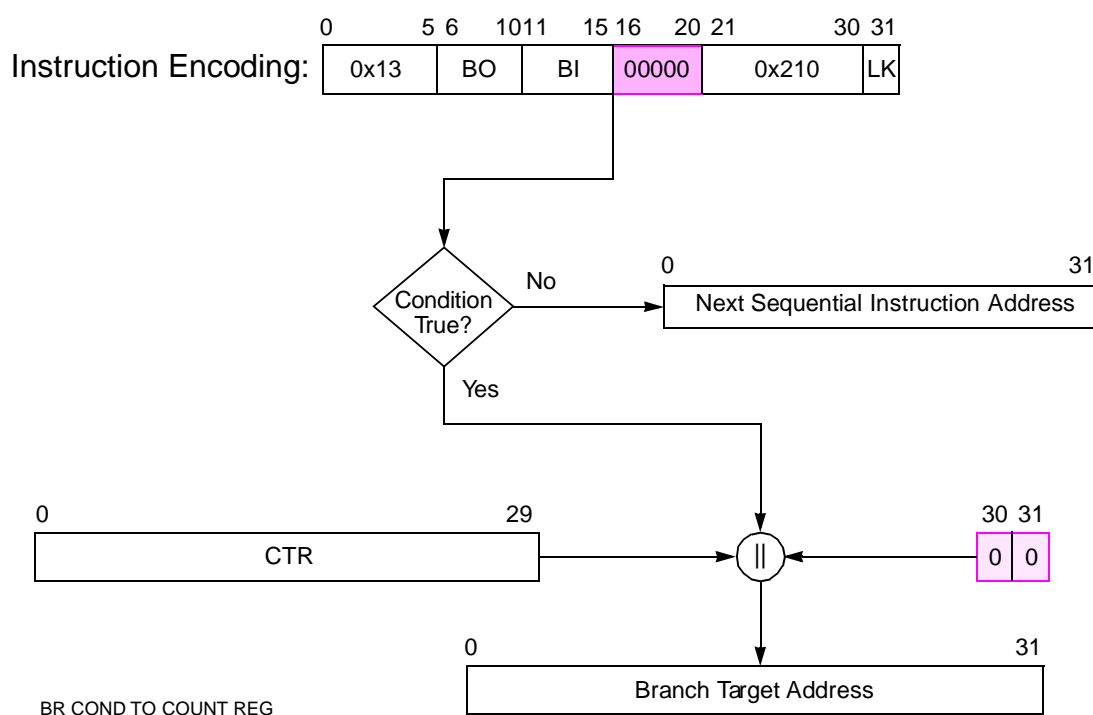 0 5 6 10 11 15 16 20 21 30 31
Instruction Encoding: 0x13 BO BI 00000 0x210 LK
0 31
No
Condition
True?
Next Sequential Instruction Address
Yes
0 29 30 31
CTR || 0 0
0 31
Branch Target Address
BR COND TO COUNT REG